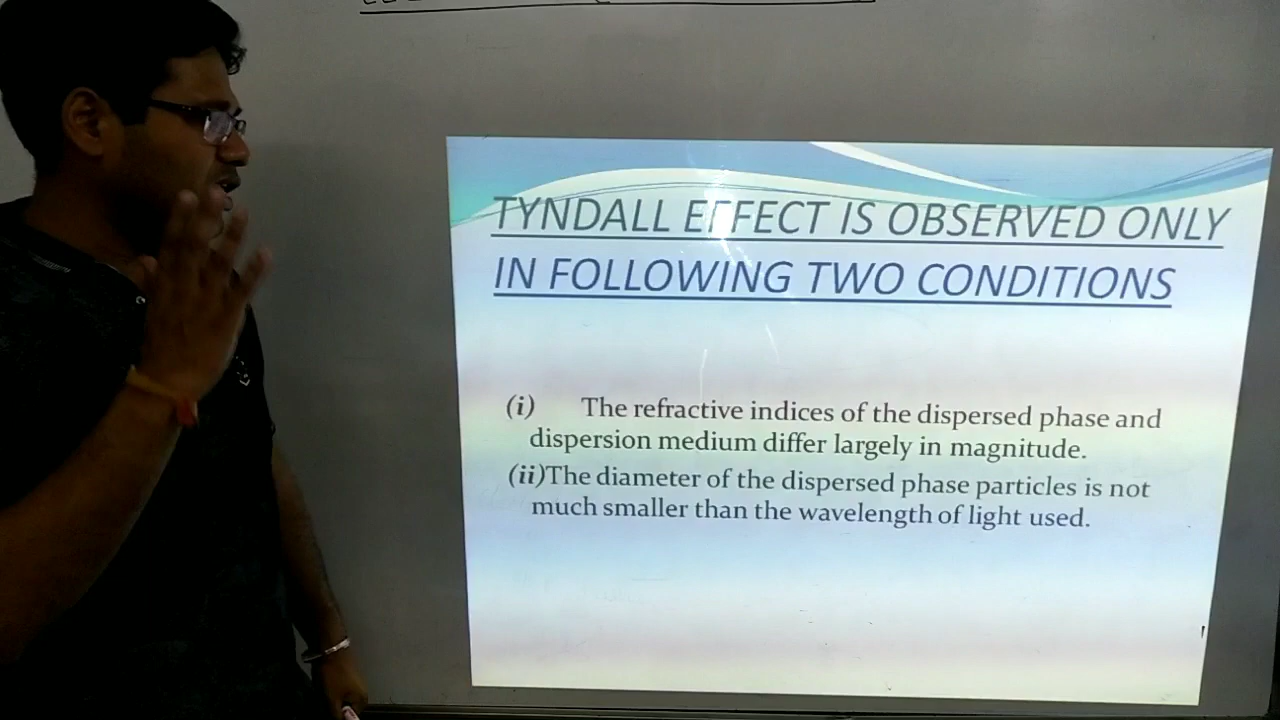 TYNDALL EFFECT IS OBSERVED ONLY
IN FOLLOWING TWO CONDITIONS
(i) The refractive indices of the dispersed phase and
dispersion medium differ largely in magnitude.
(ii)The diameter of the dispersed phase particles is not
much smaller than the wavelength of light used.